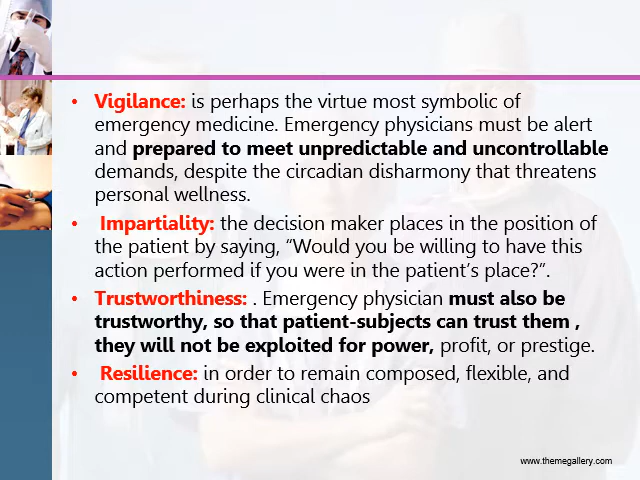 • Vigilance: is perhaps the virtue most symbolic of
emergency medicine. Emergency physicians must be alert
and prepared to meet unpredictable and uncontrollable
demands, despite the circadian disharmony that threatens
personal wellness.
• Impartiality: the decision maker places in the position of
the patient by saying, “Would you be willing to have this
action performed if you were in the patient’s place?”.
• Trustworthiness: . Emergency physician must also be
trustworthy, so that patient-subjects can trust them ,
they will not be exploited for power, profit, or prestige.
• Resilience: in order to remain composed, flexible, and
competent during clinical chaos
www.themegallery.com